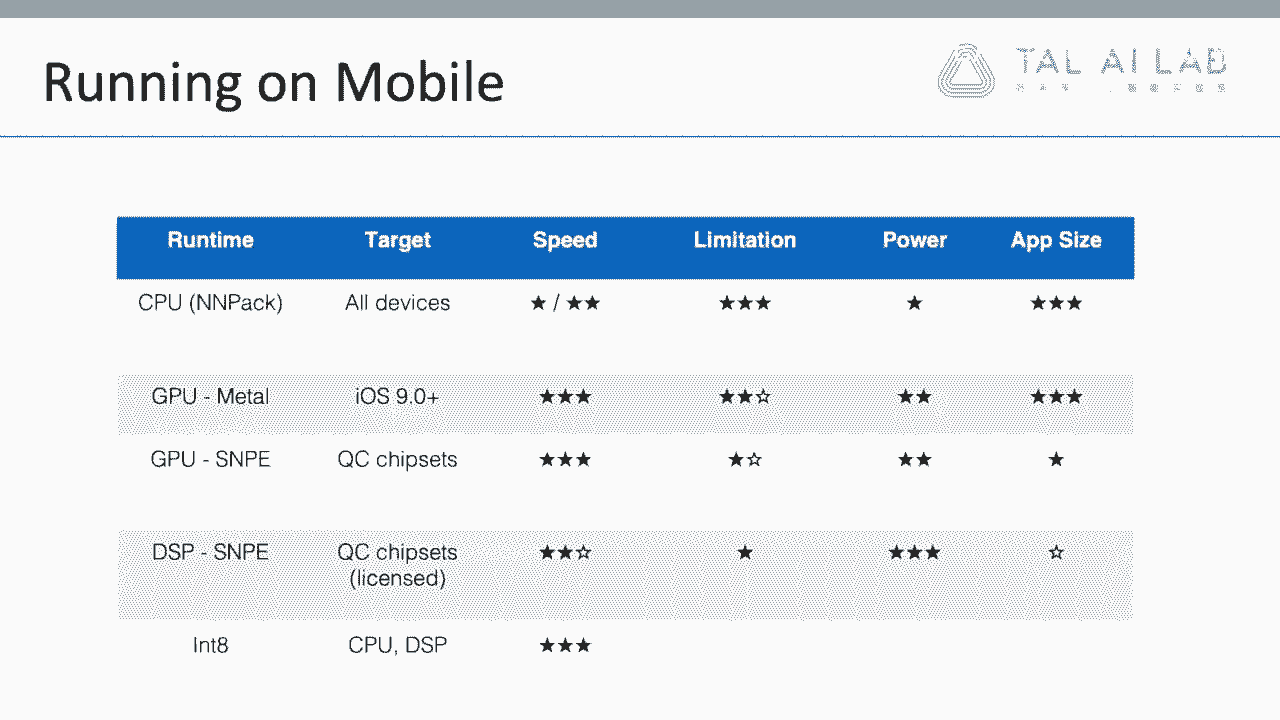 Running on Mobile
TAL AI LAB
Runtime Target Speed Limitation Power App Size
CPU (NNPack) All devices ★ / ★★ ★★★ ★ ★★★
GPU - Metal iOS 9.0+ ★★★ ★★☆ ★★ ★★★
GPU - SNPE QC chipsets ★★★ ★☆ ★★ ★
DSP - SNPE QC chipsets (licensed) ★★☆ ★ ★★★ ☆
Int8 CPU, DSP ★★★